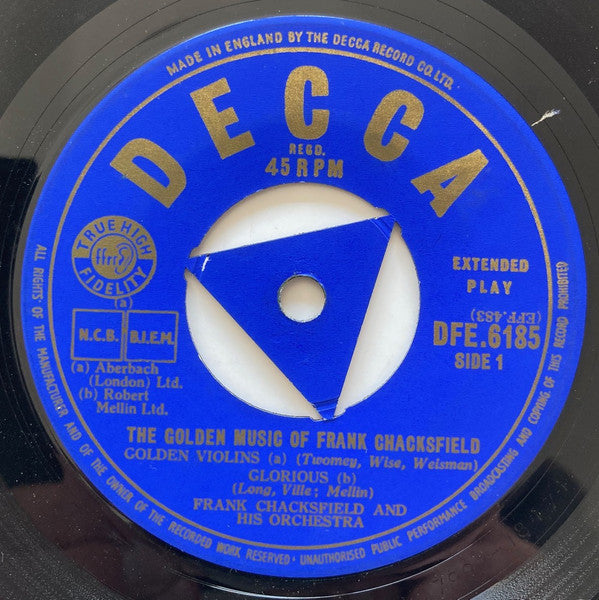 MADE IN ENGLAND BY THE DECCA RECORD CO. LTD.
DECCA
REGD.
45 RPM
TRUE HIGH
ffrr
FIDELITY
EXTENDED
PLAY
(a)
N.C.B. B.I.E.M.
(EFF.483)
DFE.6185
SIDE 1
(a) Aberbach
(London) Ltd.
(b) Robert
Mellin Ltd.
THE GOLDEN MUSIC OF FRANK CHACKSFIELD
GOLDEN VIOLINS (a) (Twomey, Wise, Weisman)
GLORIOUS (b)
(Long, Ville; Mellin)
FRANK CHACKSFIELD AND
HIS ORCHESTRA
ALL RIGHTS OF THE MANUFACTURER AND OF THE OWNER OF THE RECORDED WORK RESERVED · UNAUTHORISED PUBLIC PERFORMANCE BROADCASTING AND COPYING OF THIS RECORD PROHIBITED